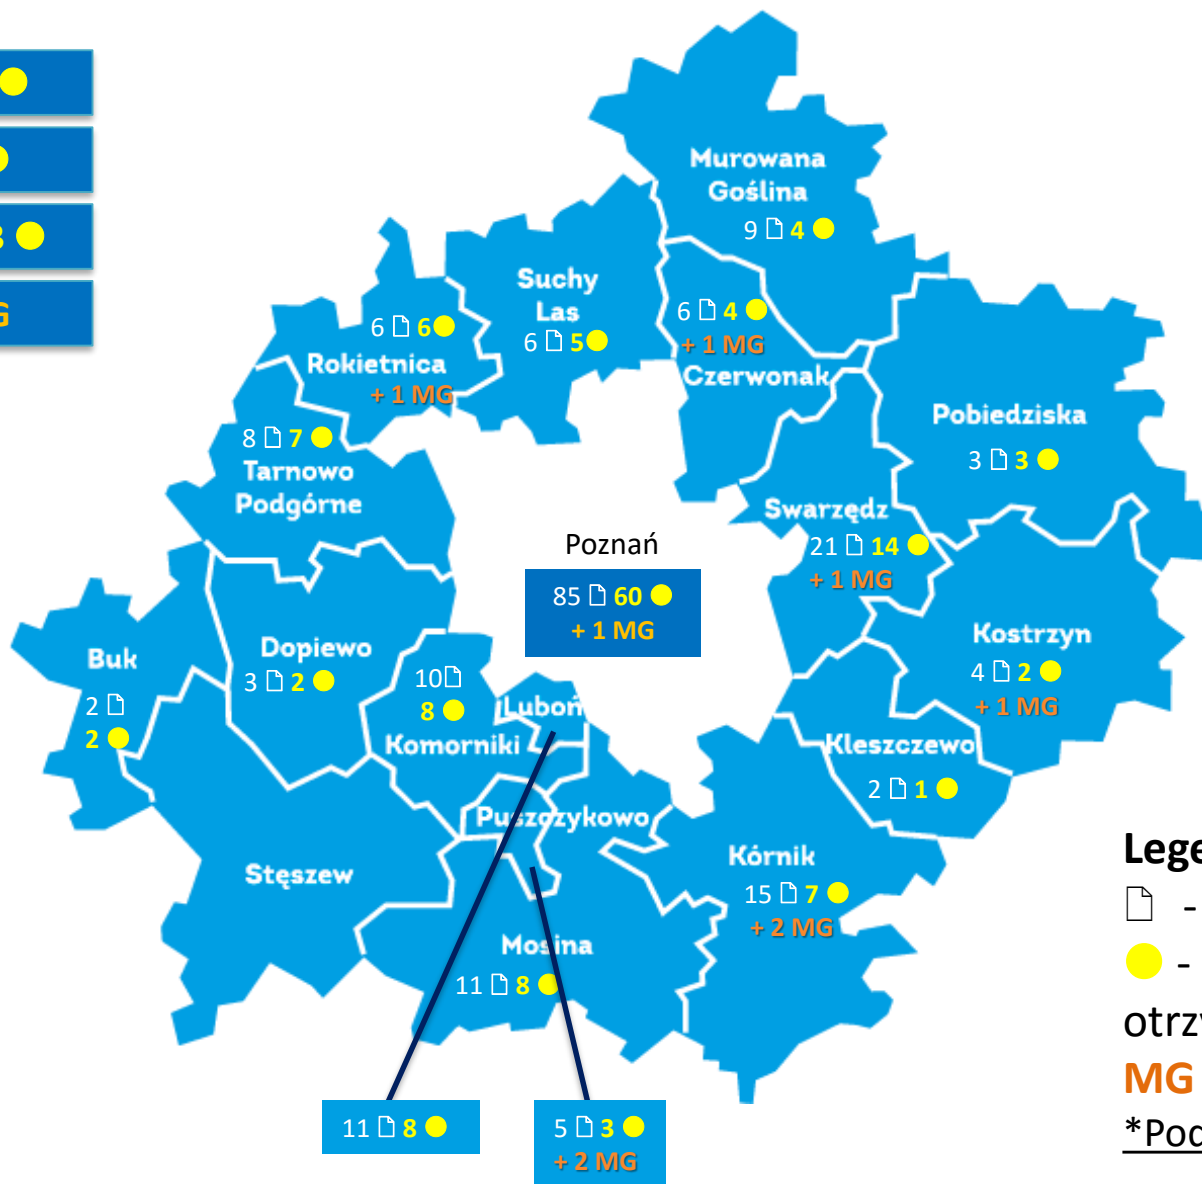 Murowana
Goślina
9 4
Suchy
Las
6 5
6 4
+ 1 MG
Czerwonak
6 6
Rokietnica
+ 1 MG
Pobiedziska
3 3
8 7
Tarnowo
Podgórne
Swarzędz
21 14
+ 1 MG
Poznań
85 60
+ 1 MG
Kostrzyn
4 2
+ 1 MG
Buk
2
2
Dopiewo
3 2
10
8
Komorniki
Luboń
Kleszczewo
2 1
Puszczykowo
Stęszew
Kórnik
15 7
+ 2 MG
Mosina
11 8
11 8
5 3
+ 2 MG
-
-
MG